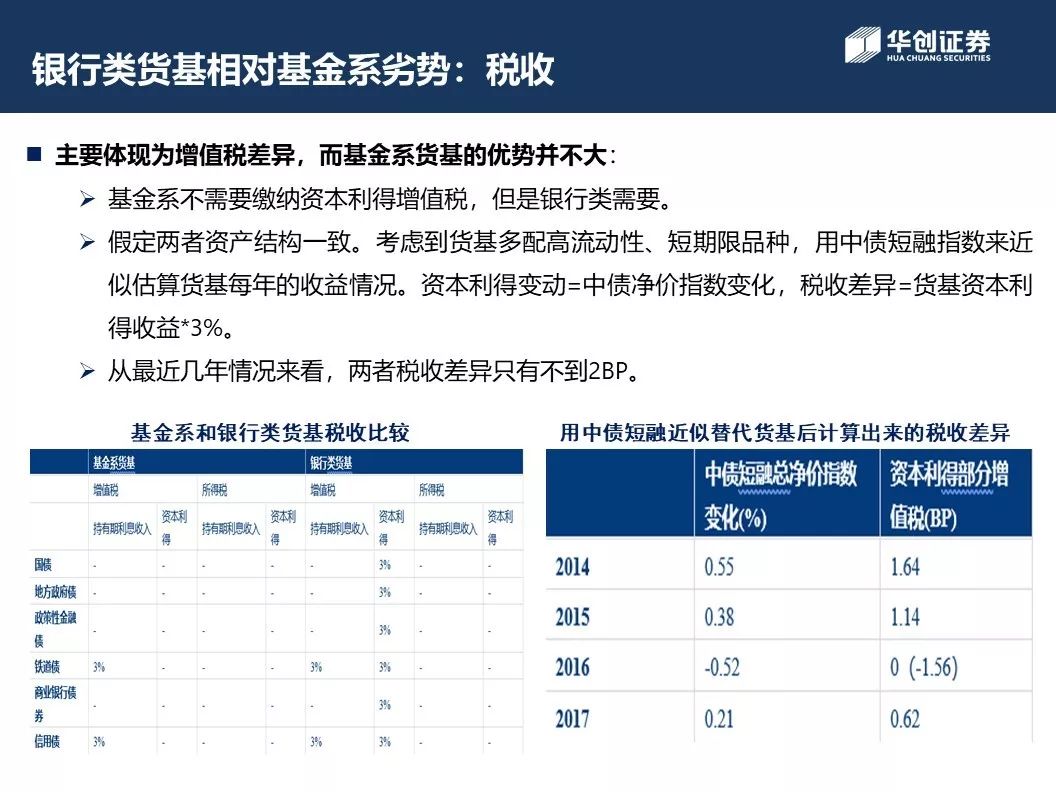 银行类货基相对基金系劣势：税收
华创证券
HUA CHUANG SECURITIES
主要体现为增值税差异，而基金系货基的优势并不大：
基金系不需要缴纳资本利得增值税，但是银行类需要。
假定两者资产结构一致。考虑到货基多配高流动性、短期限品种，用中债短融指数来近
似估算货基每年的收益情况。资本利得变动=中债净价指数变化，税收差异=货基资本利
得收益*3%。
从最近几年情况来看，两者税收差异只有不到2BP。
基金系和银行类货基税收比较
基金系货基 银行类货基
增值税 所得税 增值税 所得税
持有期利息收入 资本利得 持有期利息收入 资本利得 持有期利息收入 资本利得 持有期利息收入 资本利得
国债 - - - - - 3% - -
地方政府债 - - - - - 3% - -
政策性金融债 - - - - - 3% - -
铁道债 3% - - - 3% 3% - -
商业银行债券 - - - - - 3% - -
信用债 3% - - - 3% 3% - -
用中债短融近似替代货基后计算出来的税收差异
中债短融总净价指数变化(%) 资本利得部分增值税(BP)
2014 0.55 1.64
2015 0.38 1.14
2016 -0.52 0（-1.56）
2017 0.21 0.62